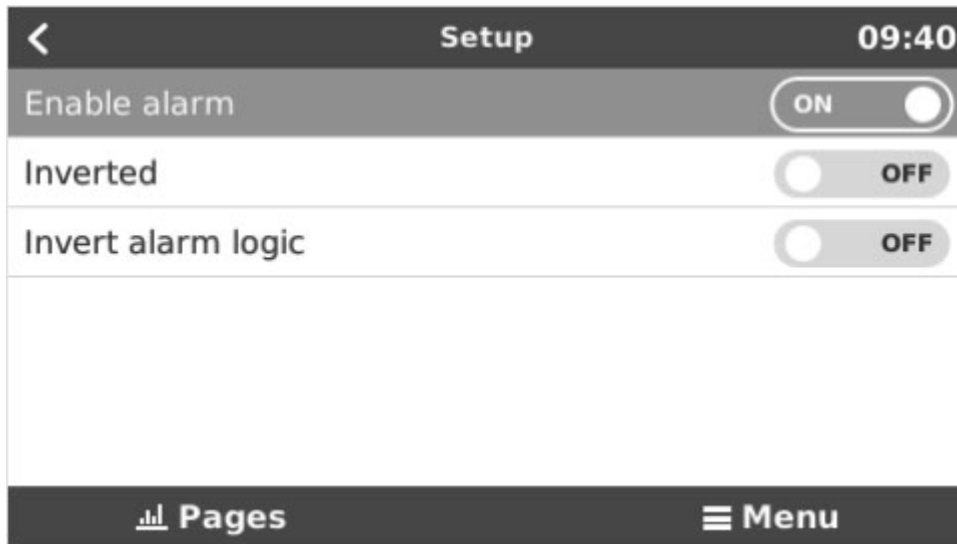 Setup 09:40
Enable alarm ON
Inverted OFF
Invert alarm logic OFF
Pages Menu